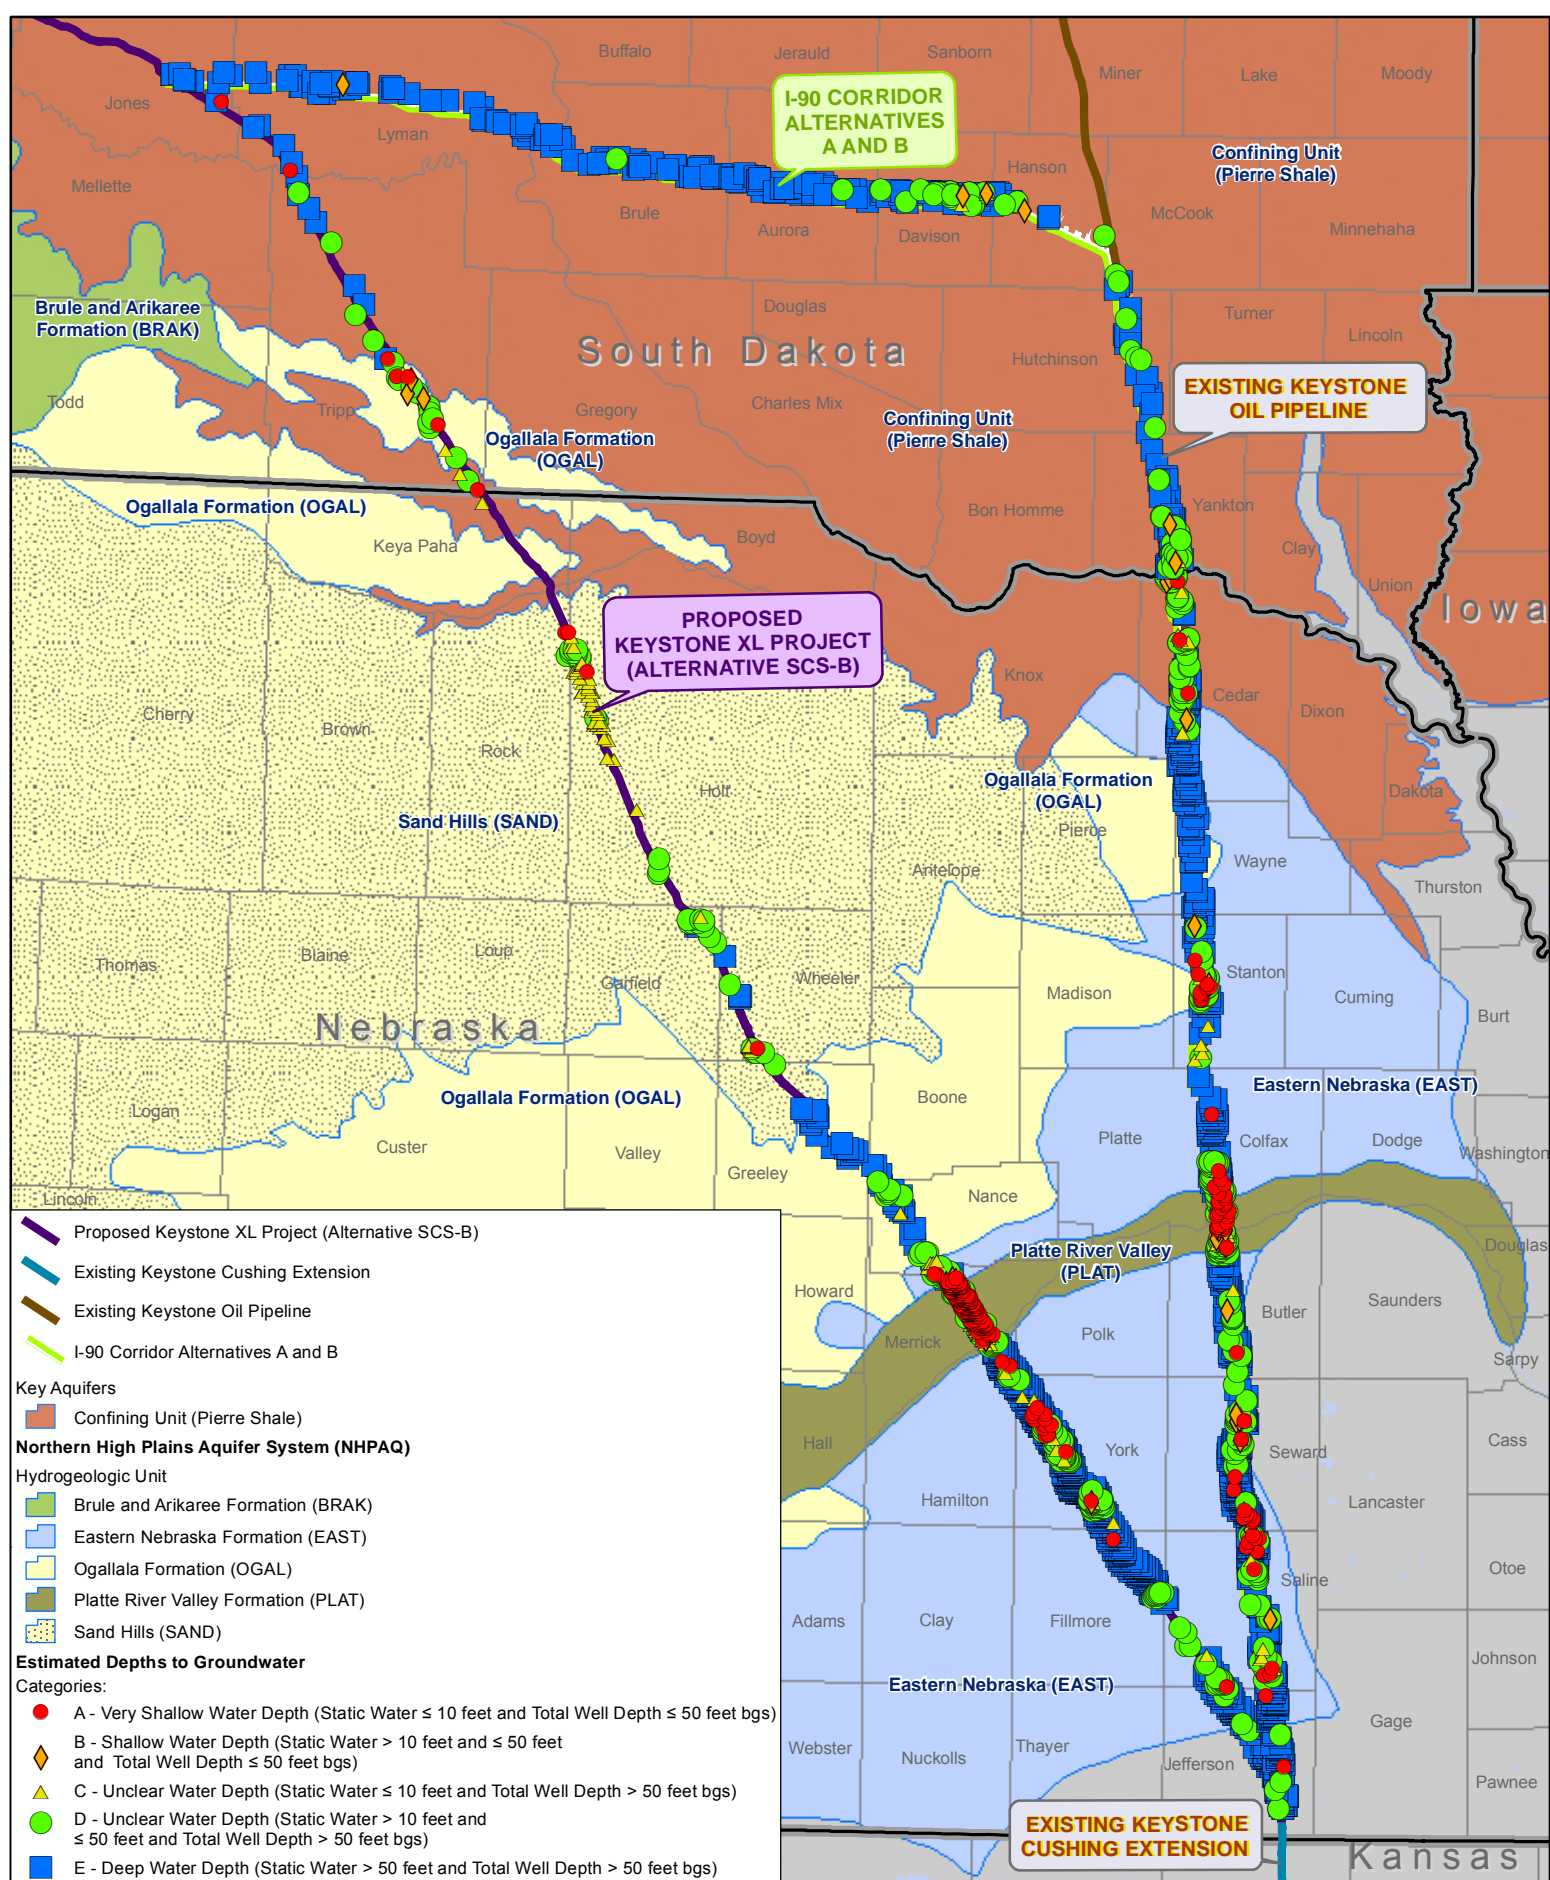 Buffalo
Jerauld
Sanborn
Miner
Lake
Moody
Jones
Lyman
I-90 CORRIDOR
ALTERNATIVES
A AND B
Hanson
Confining Unit
(Pierre Shale)
Mellette
Brule
Aurora
Davison
McCook
Minnehaha
Brule and Arikaree
Formation (BRAK)
Douglas
Turner
Lincoln
South Dakota
Hutchinson
EXISTING KEYSTONE
OIL PIPELINE
Todd
Tripp
Gregory
Charles Mix
Confining Unit
(Pierre Shale)
Ogallala Formation
(OGAL)
Ogallala Formation (OGAL)
Bon Homme
Yankton
Keya Paha
Boyd
Clay
Union
Iowa
PROPOSED
KEYSTONE XL PROJECT
(ALTERNATIVE SCS-B)
Knox
Cedar
Dixon
Cherry
Brown
Rock
Holt
Ogallala Formation
(OGAL)
Dakota
Sand Hills (SAND)
Pierce
Antelope
Wayne
Thurston
Thomas
Blaine
Loup
Garfield
Wheeler
Madison
Stanton
Cuming
Burt
Nebraska
Eastern Nebraska (EAST)
Logan
Ogallala Formation (OGAL)
Boone
Custer
Valley
Greeley
Platte
Colfax
Dodge
Washington
Lincoln
Nance
Platte River Valley
(PLAT)
Douglas
Howard
Merrick
Polk
Butler
Saunders
Sarpy
Hall
York
Seward
Cass
Hamilton
Lancaster
Adams
Clay
Fillmore
Saline
Otoe
Eastern Nebraska (EAST)
Johnson
Webster
Nuckolls
Thayer
Jefferson
Gage
Pawnee
EXISTING KEYSTONE
CUSHING EXTENSION
Kansas
Proposed Keystone XL Project (Alternative SCS-B)
Existing Keystone Cushing Extension
Existing Keystone Oil Pipeline
I-90 Corridor Alternatives A and B
Key Aquifers
Confining Unit (Pierre Shale)
Northern High Plains Aquifer System (NHPAQ)
Hydrogeologic Unit
Brule and Arikaree Formation (BRAK)
Eastern Nebraska Formation (EAST)
Ogallala Formation (OGAL)
Platte River Valley Formation (PLAT)
Sand Hills (SAND)
Estimated Depths to Groundwater
Categories:
A - Very Shallow Water Depth (Static Water ≤ 10 feet and Total Well Depth ≤ 50 feet bgs)
B - Shallow Water Depth (Static Water > 10 feet and ≤ 50 feet
and Total Well Depth ≤ 50 feet bgs)
C - Unclear Water Depth (Static Water ≤ 10 feet and Total Well Depth > 50 feet bgs)
D - Unclear Water Depth (Static Water > 10 feet and
≤ 50 feet and Total Well Depth > 50 feet bgs)
E - Deep Water Depth (Static Water > 50 feet and Total Well Depth > 50 feet bgs)